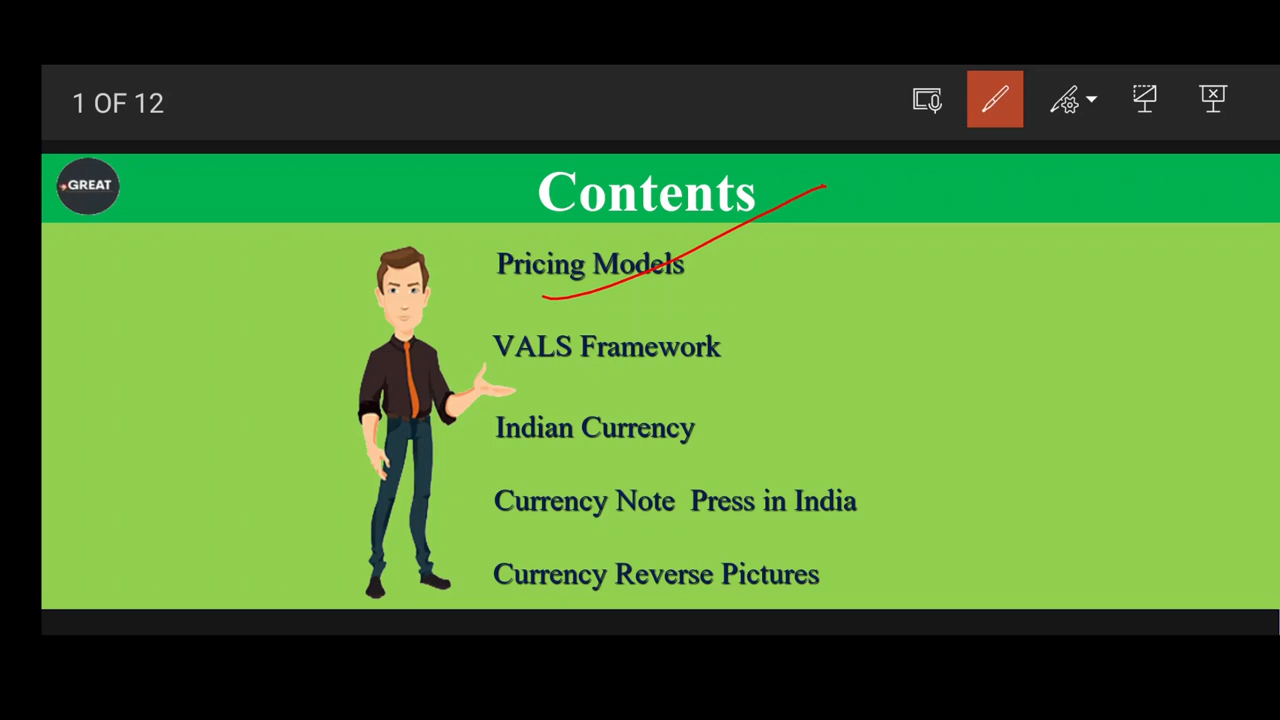 1 OF 12
GREAT
Contents
Pricing Models
VALS Framework
Indian Currency
Currency Note Press in India
Currency Reverse Pictures